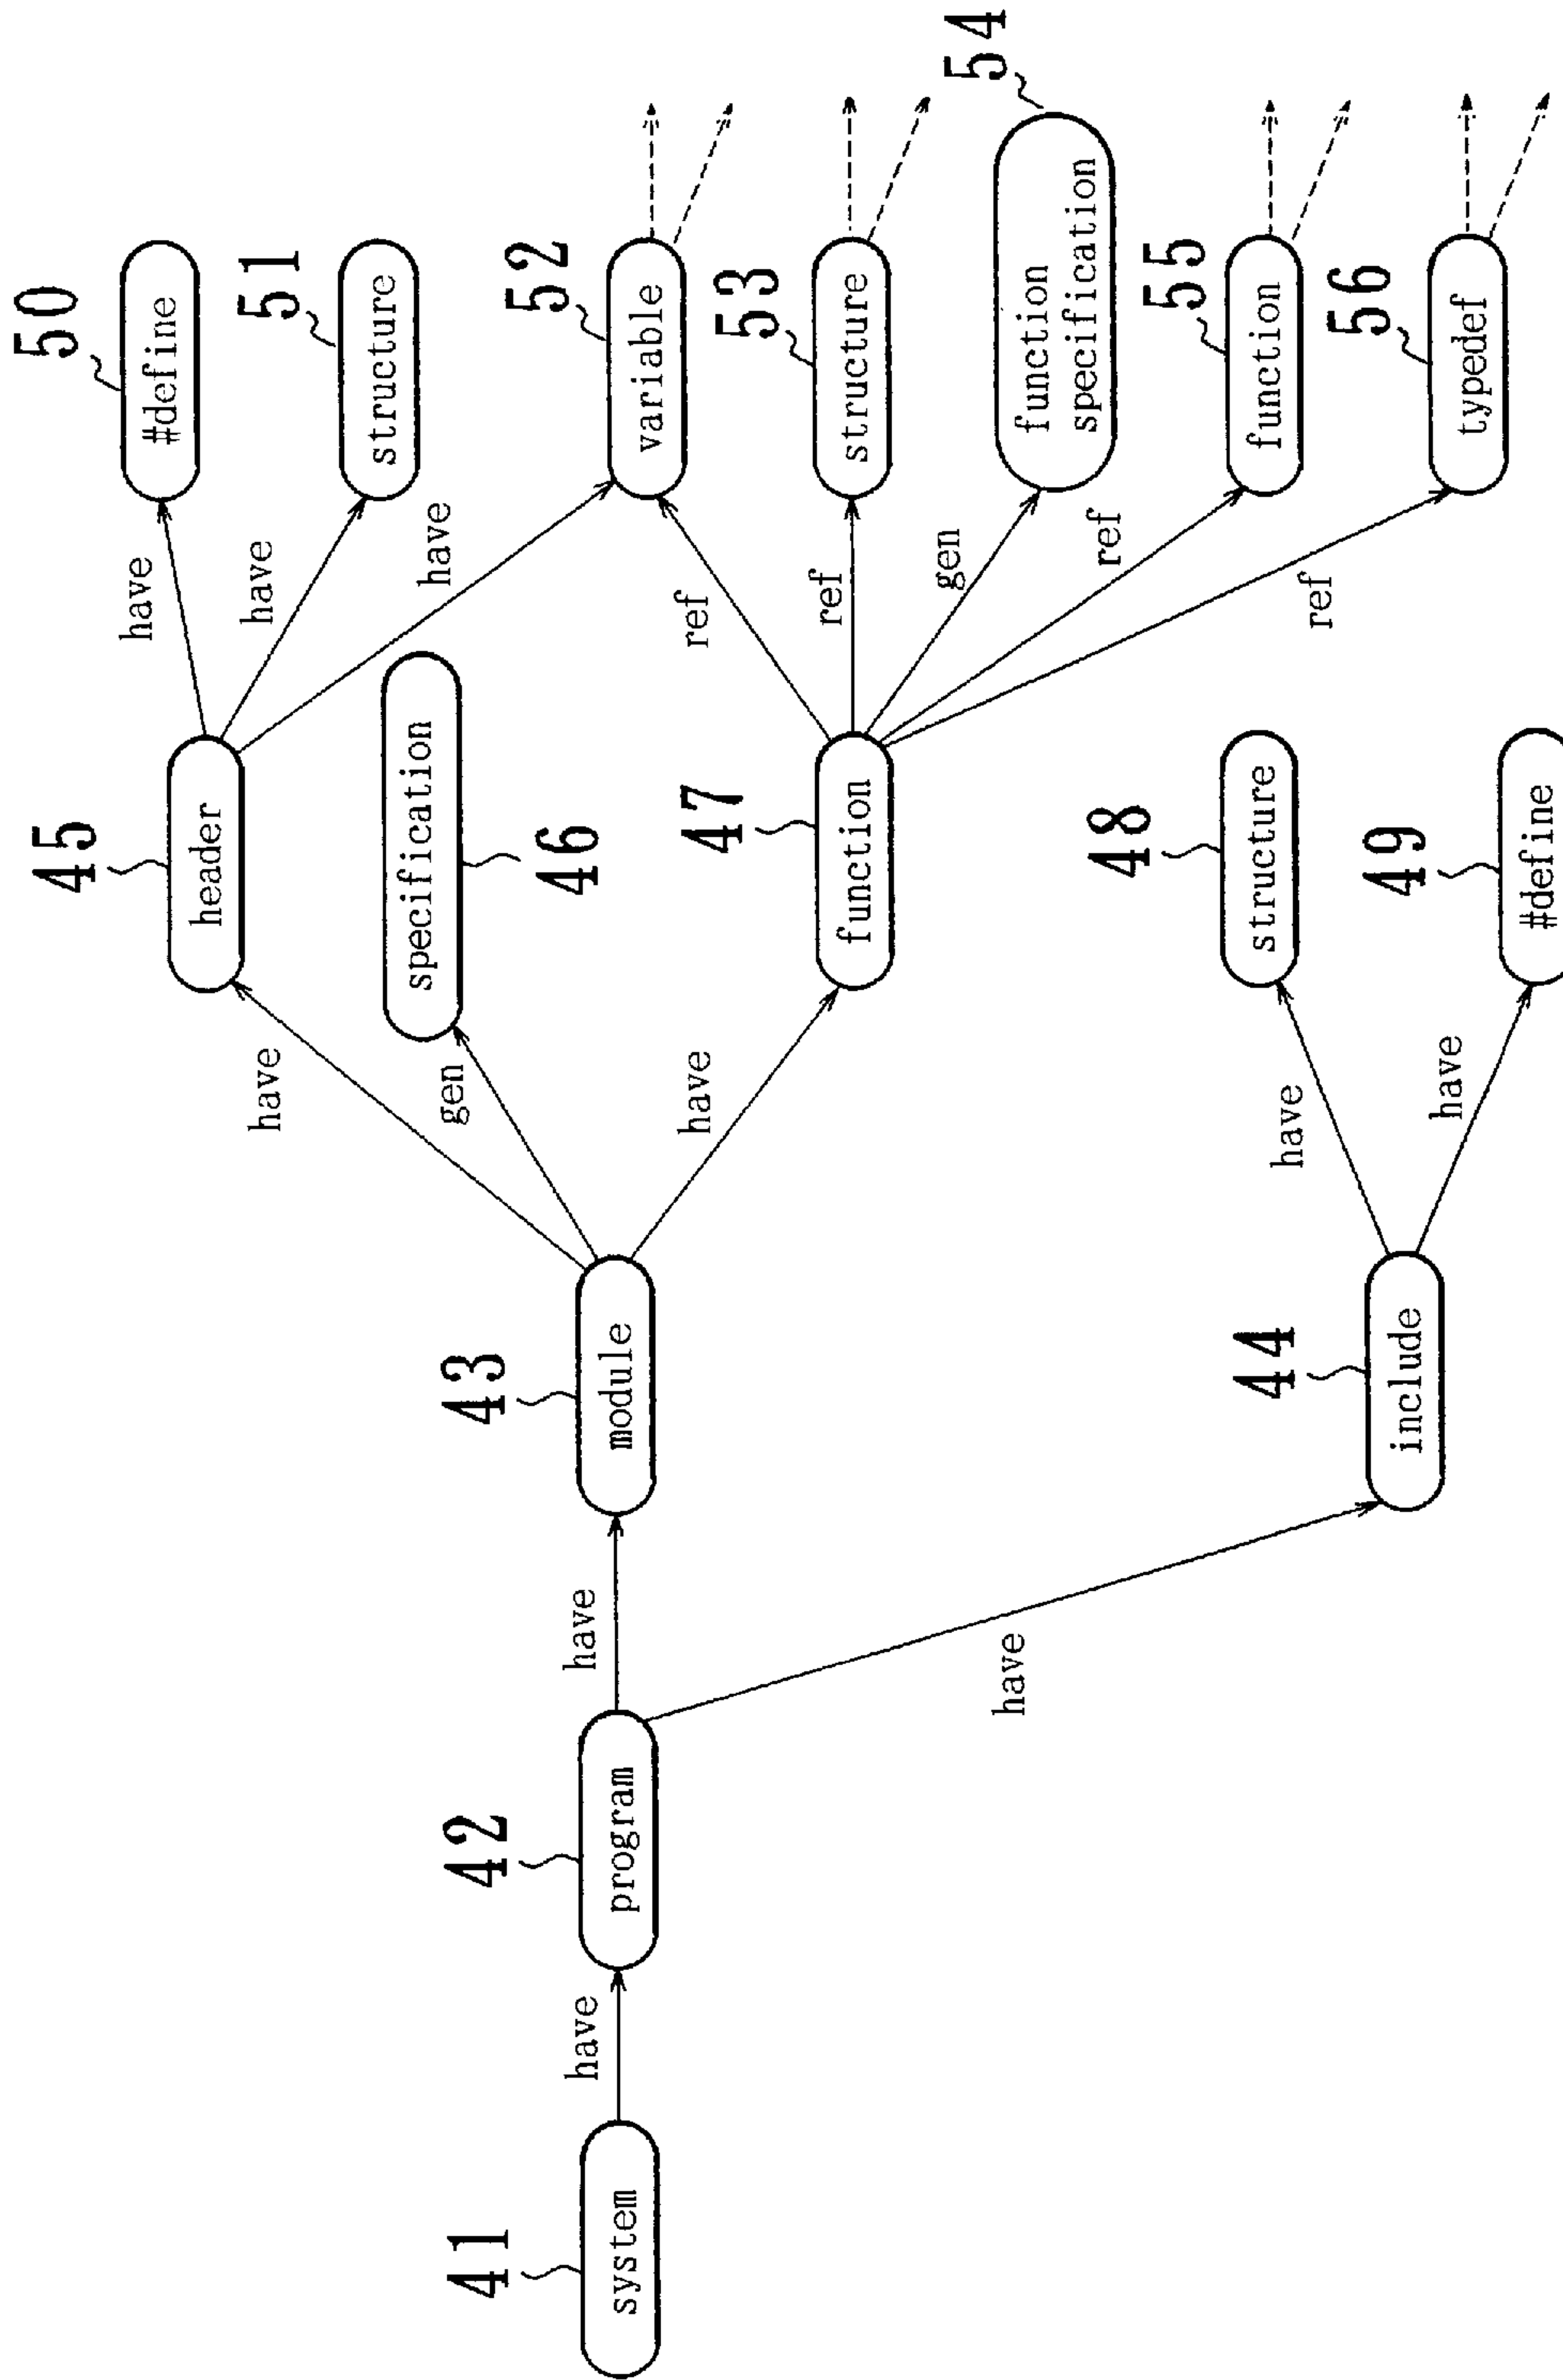 41
system
have
42
program
have
have
43
module
44
include
have
gen
have
have
have
45
header
specification
46
47
function
48
structure
49
#define
have
have
have
ref
ref
gen
ref
ref
50
#define
51
structure
52
variable
53
structure
54
function
specification
55
function
56
typedef